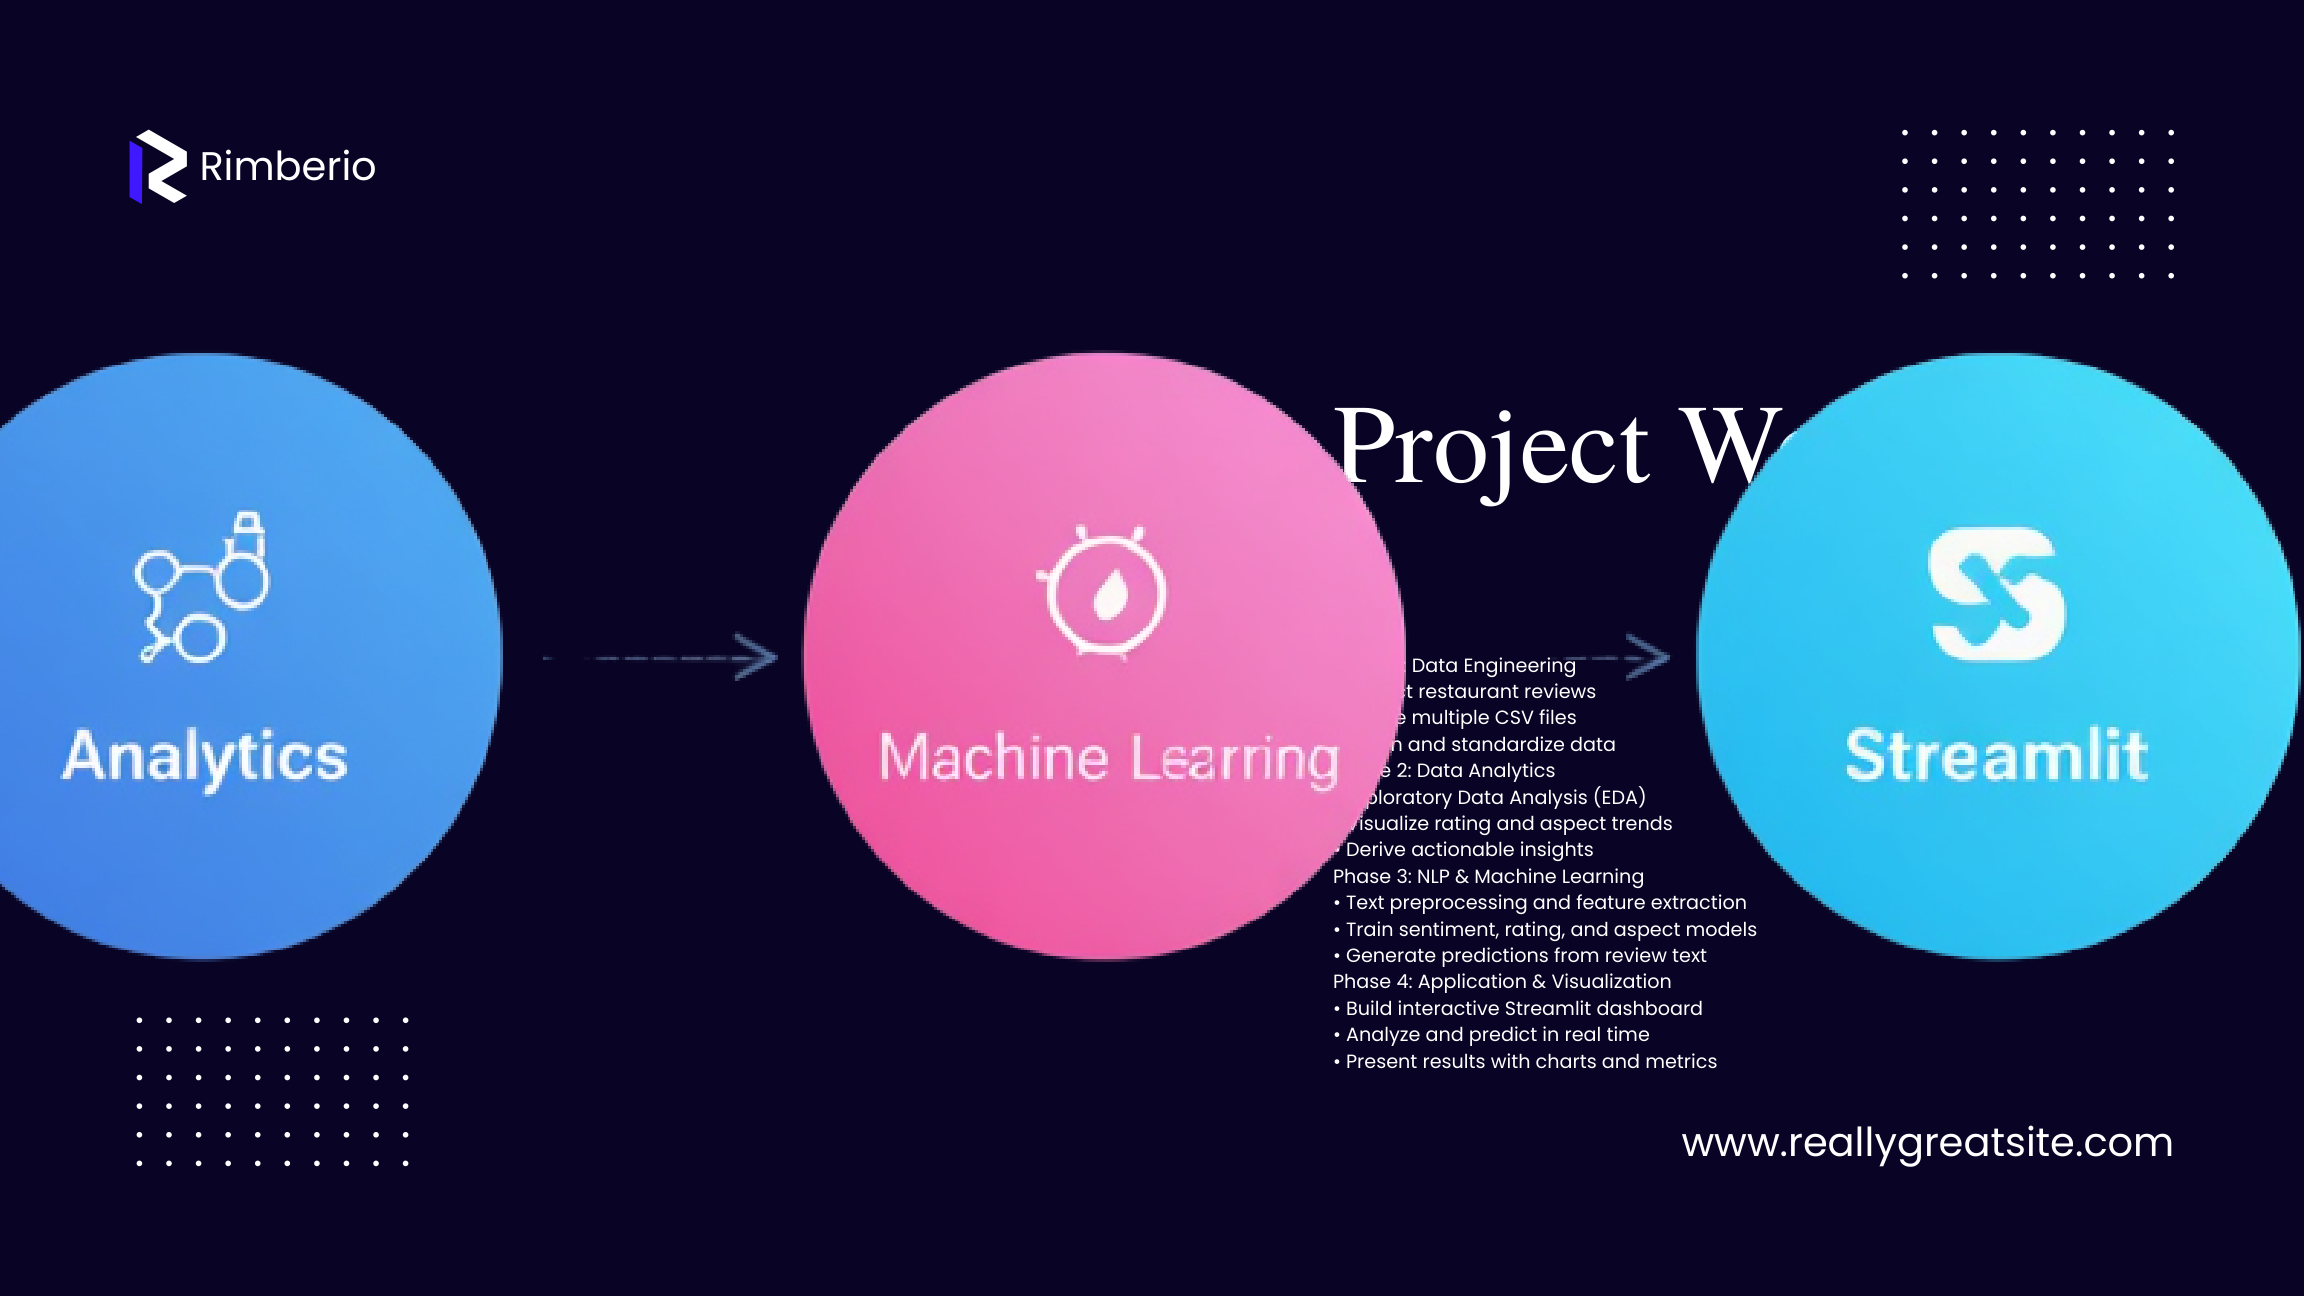 Rimberio
Project
Analytics
Machine Learring
Streamlit
Data Engineering
restaurant reviews
multiple CSV files
and standardize data
2: Data Analytics
Data Analysis (EDA)
rating and aspect trends
• Derive actionable insights
Phase 3: NLP & Machine Learning
• Text preprocessing and feature extraction
• Train sentiment, rating, and aspect models
• Generate predictions from review text
Phase 4: Application & Visualization
• Build interactive Streamlit dashboard
• Analyze and predict in real time
• Present results with charts and metrics
www.reallygreatsite.com